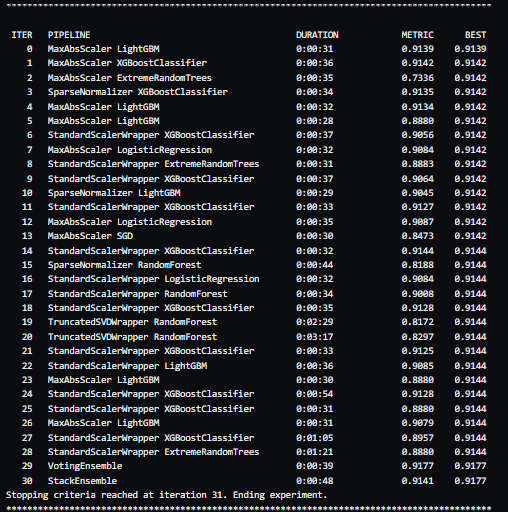 ****************************************************************************************************
ITER PIPELINE DURATION METRIC BEST
0 MaxAbsScaler LightGBM 0:00:31 0.9139 0.9139
1 MaxAbsScaler XGBoostClassifier 0:00:36 0.9142 0.9142
2 MaxAbsScaler ExtremeRandomTrees 0:00:35 0.7336 0.9142
3 SparseNormalizer XGBoostClassifier 0:00:34 0.9135 0.9142
4 MaxAbsScaler LightGBM 0:00:32 0.9134 0.9142
5 MaxAbsScaler LightGBM 0:00:28 0.8880 0.9142
6 StandardScalerWrapper XGBoostClassifier 0:00:37 0.9056 0.9142
7 MaxAbsScaler LogisticRegression 0:00:32 0.9084 0.9142
8 StandardScalerWrapper ExtremeRandomTrees 0:00:31 0.8883 0.9142
9 StandardScalerWrapper XGBoostClassifier 0:00:37 0.9064 0.9142
10 SparseNormalizer LightGBM 0:00:29 0.9045 0.9142
11 StandardScalerWrapper XGBoostClassifier 0:00:33 0.9127 0.9142
12 MaxAbsScaler LogisticRegression 0:00:35 0.9087 0.9142
13 MaxAbsScaler SGD 0:00:30 0.8473 0.9142
14 StandardScalerWrapper XGBoostClassifier 0:00:32 0.9144 0.9144
15 SparseNormalizer RandomForest 0:00:44 0.8188 0.9144
16 StandardScalerWrapper LogisticRegression 0:00:32 0.9084 0.9144
17 StandardScalerWrapper RandomForest 0:00:34 0.9008 0.9144
18 StandardScalerWrapper XGBoostClassifier 0:00:35 0.9128 0.9144
19 TruncatedSVDWrapper RandomForest 0:02:29 0.8172 0.9144
20 TruncatedSVDWrapper RandomForest 0:03:17 0.8297 0.9144
21 StandardScalerWrapper XGBoostClassifier 0:00:33 0.9125 0.9144
22 StandardScalerWrapper LightGBM 0:00:36 0.9085 0.9144
23 MaxAbsScaler LightGBM 0:00:30 0.8880 0.9144
24 StandardScalerWrapper XGBoostClassifier 0:00:54 0.9128 0.9144
25 StandardScalerWrapper XGBoostClassifier 0:00:31 0.8880 0.9144
26 MaxAbsScaler LightGBM 0:00:31 0.9079 0.9144
27 StandardScalerWrapper XGBoostClassifier 0:01:05 0.8957 0.9144
28 StandardScalerWrapper ExtremeRandomTrees 0:01:21 0.8880 0.9144
29 VotingEnsemble 0:00:39 0.9177 0.9177
30 StackEnsemble 0:00:48 0.9141 0.9177
Stopping criteria reached at iteration 31. Ending experiment.
****************************************************************************************************